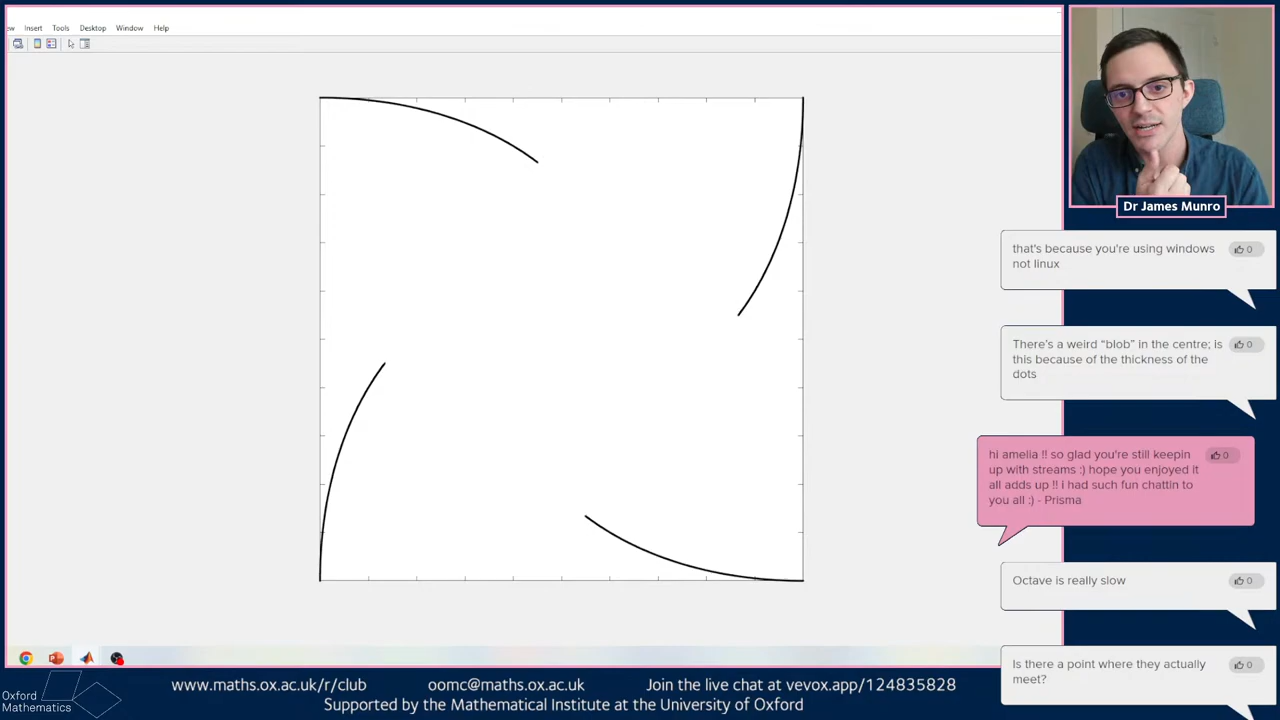 ew Insert Tools Desktop Window Help
Dr James Munro
that's because you're using windows
not linux
0
There's a weird “blob” in the centre; is
this because of the thickness of the
dots
0
hi amelia !! so glad you're still keepin
up with streams :) hope you enjoyed it
all adds up !! i had such fun chattin to
you all :) - Prisma
0
Octave is really slow
0
Is there a point where they actually
meet?
0
Oxford
Mathematics
www.maths.ox.ac.uk/r/club oomc@maths.ox.ac.uk Join the live chat at vevox.app/124835828
Supported by the Mathematical Institute at the University of Oxford